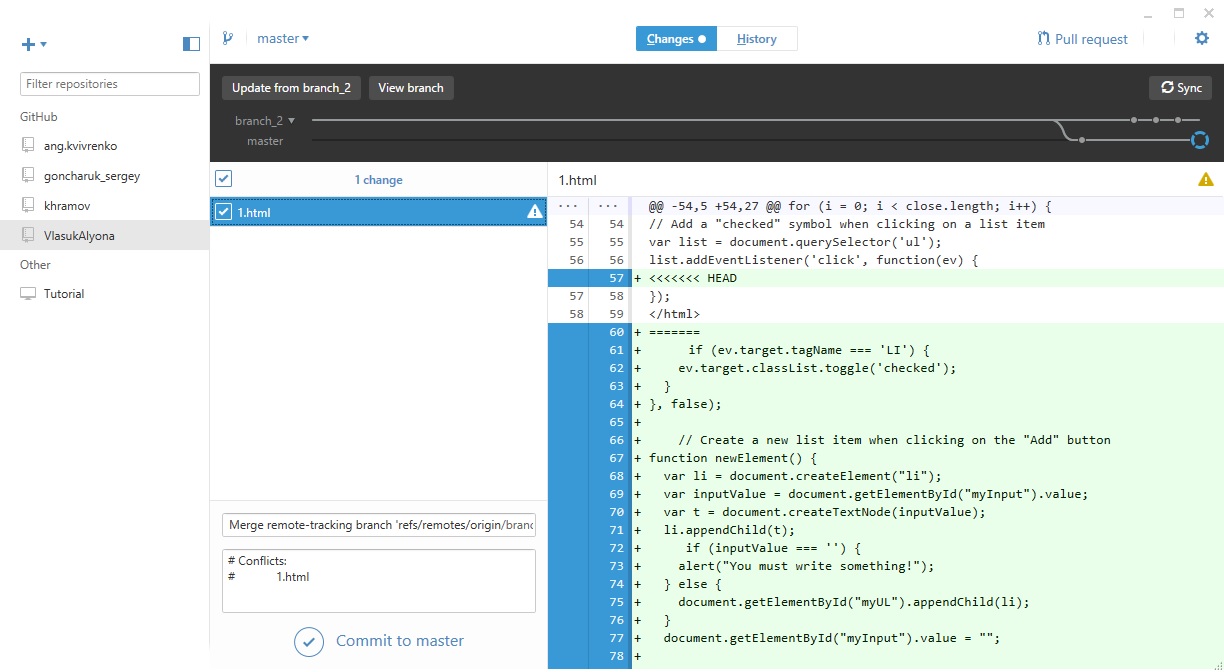 master
Changes
History
Pull request
Filter repositories
GitHub
ang.kvivrenko
goncharuk_sergey
khramov
VlasukAlyona
Other
Tutorial
Update from branch_2
View branch
Sync
branch_2
master
1 change
1.html
Merge remote-tracking branch 'refs/remotes/origin/branc
# Conflicts:
# 1.html
Commit to master
1.html
... ... @@ -54,5 +54,27 @@ for (i = 0; i < close.length; i++) {
54 54 // Add a "checked" symbol when clicking on a list item
55 55 var list = document.querySelector('ul');
56 56 list.addEventListener('click', function(ev) {
57 + <<<<<<< HEAD
57 58 });
58 59 </html>
60 + =======
61 + if (ev.target.tagName === 'LI') {
62 + ev.target.classList.toggle('checked');
63 + }
64 + }, false);
65 +
66 + // Create a new list item when clicking on the "Add" button
67 + function newElement() {
68 + var li = document.createElement("li");
69 + var inputValue = document.getElementById("myInput").value;
70 + var t = document.createTextNode(inputValue);
71 + li.appendChild(t);
72 + if (inputValue === '') {
73 + alert("You must write something!");
74 + } else {
75 + document.getElementById("myUL").appendChild(li);
76 + }
77 + document.getElementById("myInput").value = "";
78 +